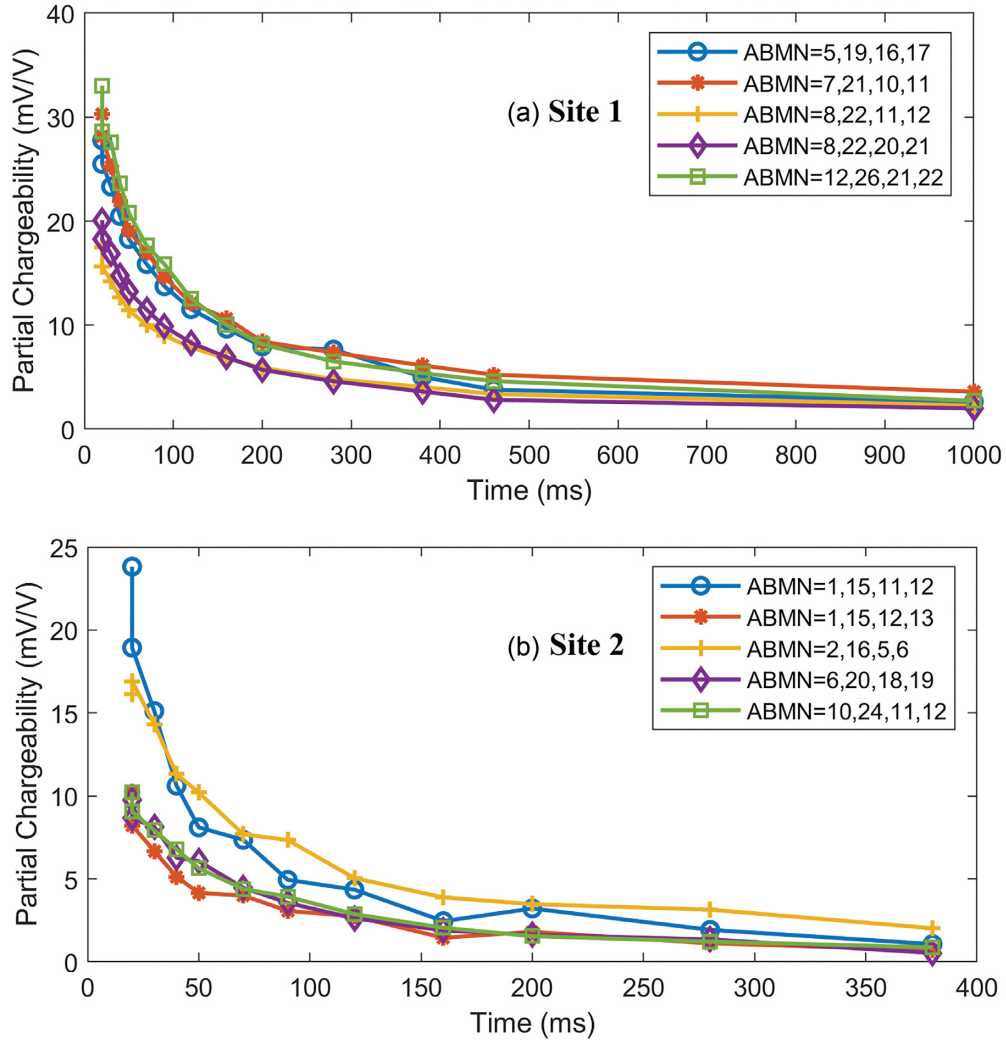 40
30
20
10
0
Partial Chargeability (mV/V)
(a) Site 1
ABMN=5,19,16,17
ABMN=7,21,10,11
ABMN=8,22,11,12
ABMN=8,22,20,21
ABMN=12,26,21,22
0 100 200 300 400 500 600 700 800 900 1000
Time (ms)
25
20
15
10
5
0
Partial Chargeability (mV/V)
(b) Site 2
ABMN=1,15,11,12
ABMN=1,15,12,13
ABMN=2,16,5,6
ABMN=6,20,18,19
ABMN=10,24,11,12
0 50 100 150 200 250 300 350 400
Time (ms)